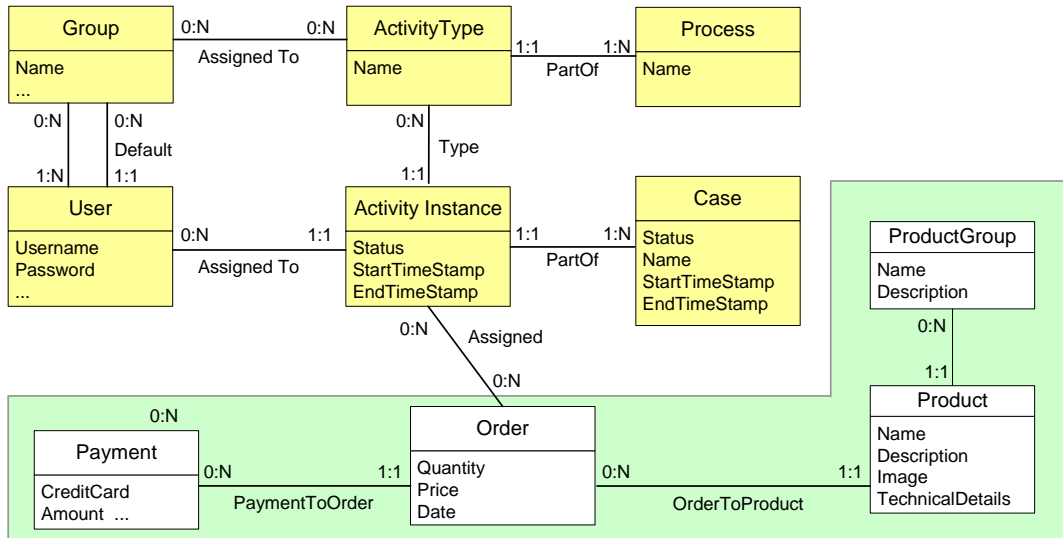 Group
Name
...
0:N
0:N
Assigned To
ActivityType
Name
1:1
1:N
PartOf
Process
Name
0:N
0:N
Default
1:N
1:1
0:N
Type
1:1
User
Username
Password
...
0:N
1:1
Assigned To
Activity Instance
Status
StartTimeStamp
EndTimeStamp
1:1
1:N
PartOf
Case
Status
Name
StartTimeStamp
EndTimeStamp
ProductGroup
Name
Description
0:N
1:1
0:N
Assigned
0:N
0:N
Payment
CreditCard
Amount ...
0:N
1:1
PaymentToOrder
Order
Quantity
Price
Date
0:N
1:1
OrderToProduct
Product
Name
Description
Image
TechnicalDetails